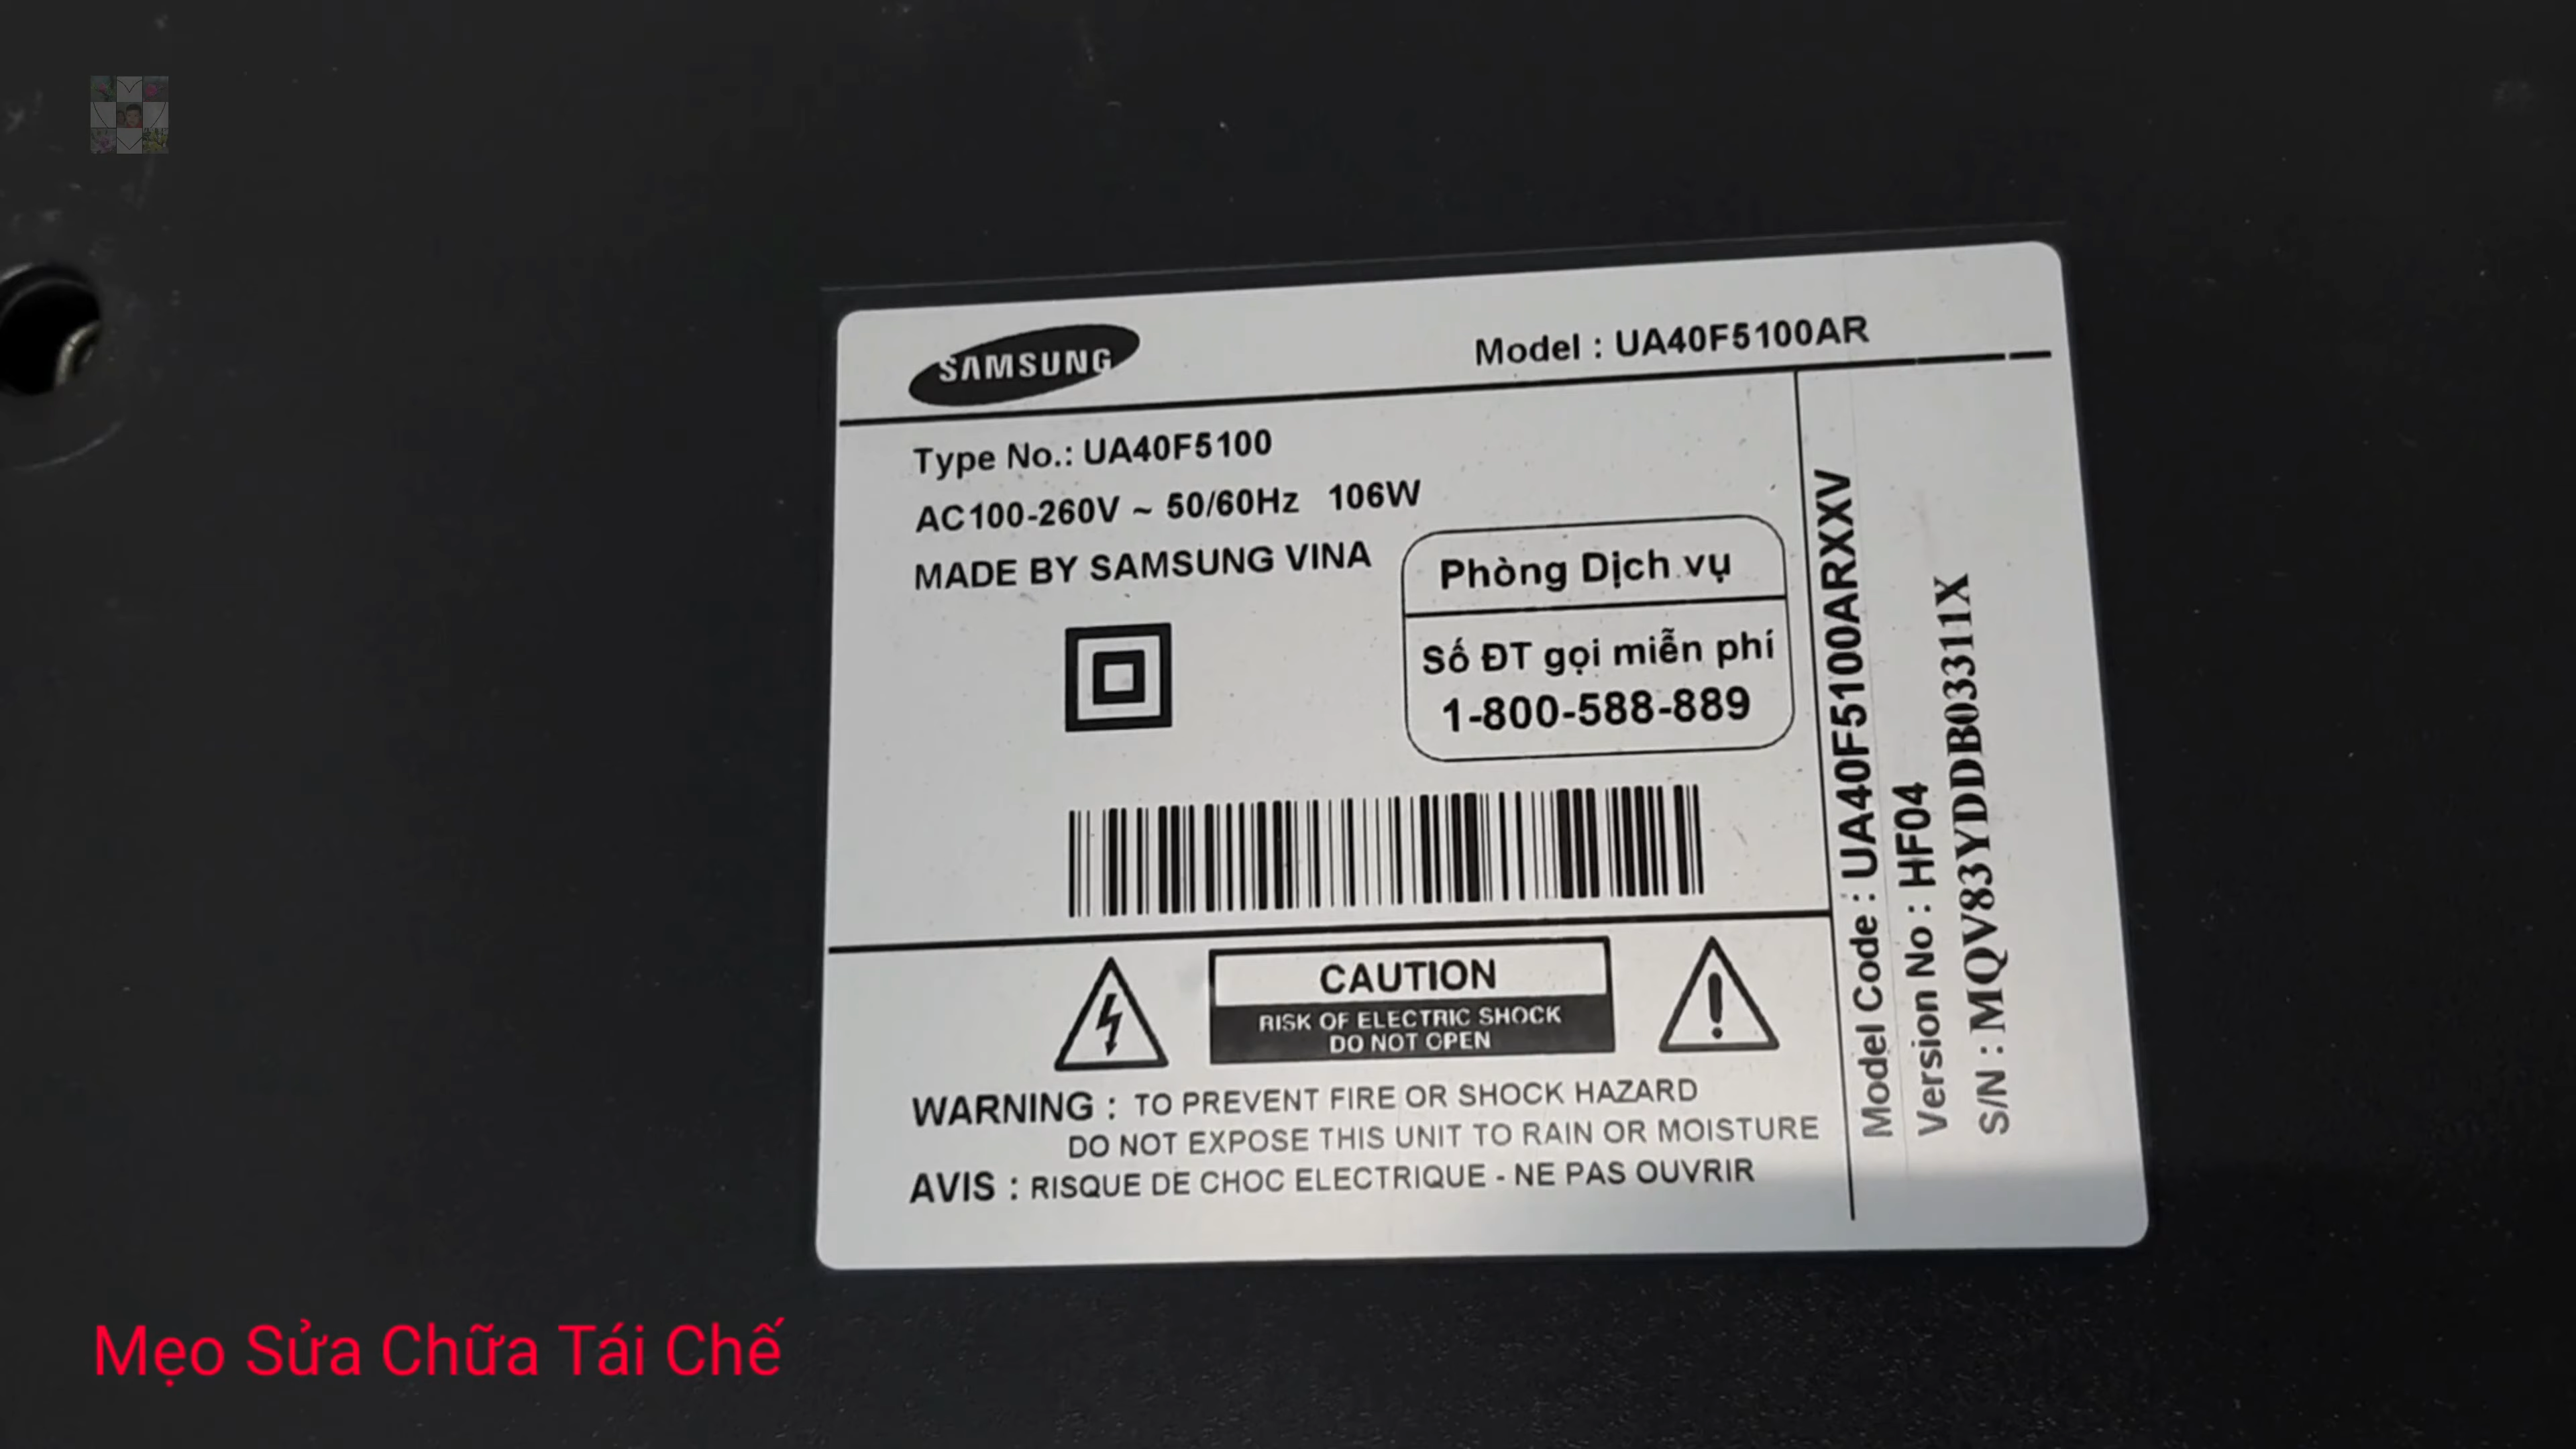 SAMSUNG
Model : UA40F5100AR
Type No.: UA40F5100
AC100-260V ~ 50/60Hz 106W
MADE BY SAMSUNG VINA
Phòng Dịch vụ
Số ĐT gọi miễn phí
1-800-588-889
CAUTION
RISK OF ELECTRIC SHOCK
DO NOT OPEN
WARNING : TO PREVENT FIRE OR SHOCK HAZARD
DO NOT EXPOSE THIS UNIT TO RAIN OR MOISTURE
AVIS : RISQUE DE CHOC ELECTRIQUE - NE PAS OUVRIR
Model Code : UA40F5100ARXXV
Version No : HF04
S/N : MQV83YDDB03311X
Mẹo Sửa Chữa Tái Chế